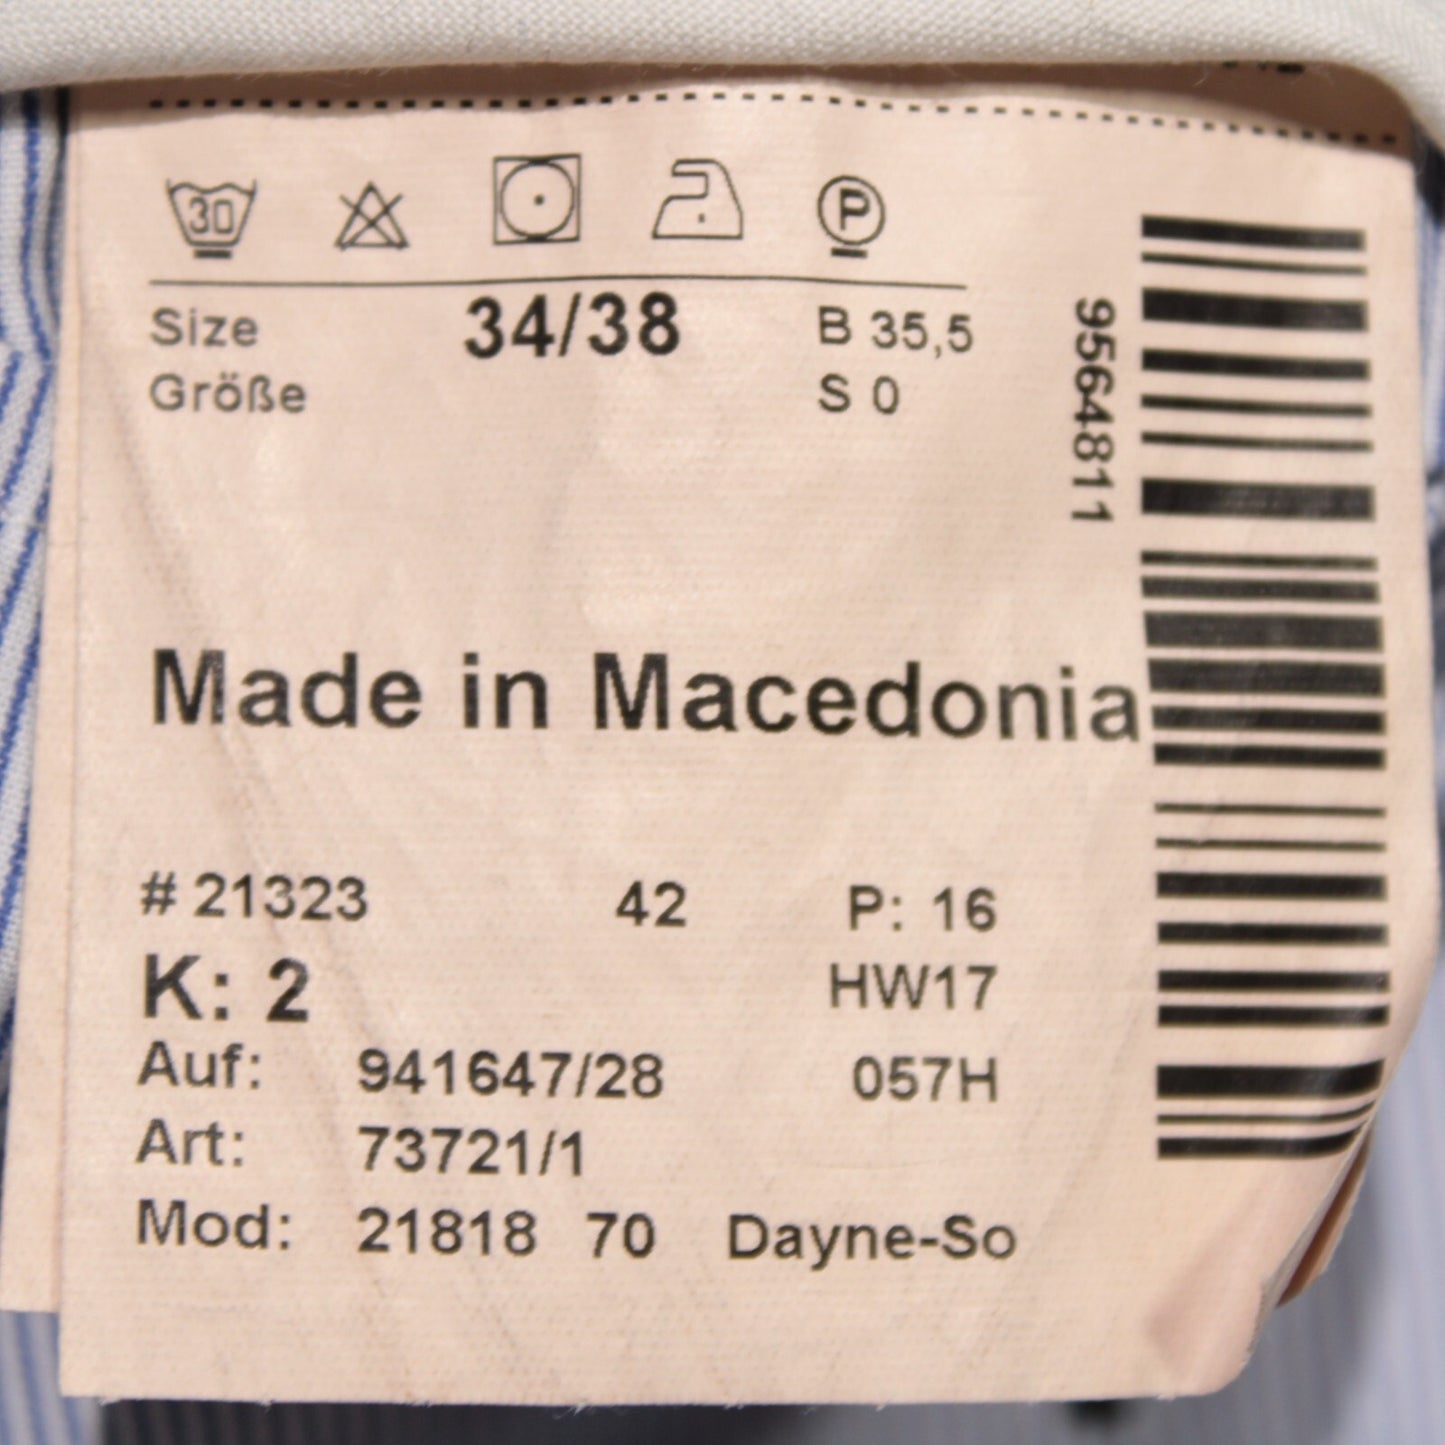 30 P
Size 34/38 B 35,5
Größe S 0
9564811
Made in Macedonia
# 21323 42 P: 16
K: 2 HW17
Auf: 941647/28 057H
Art: 73721/1
Mod: 21818 70 Dayne-So